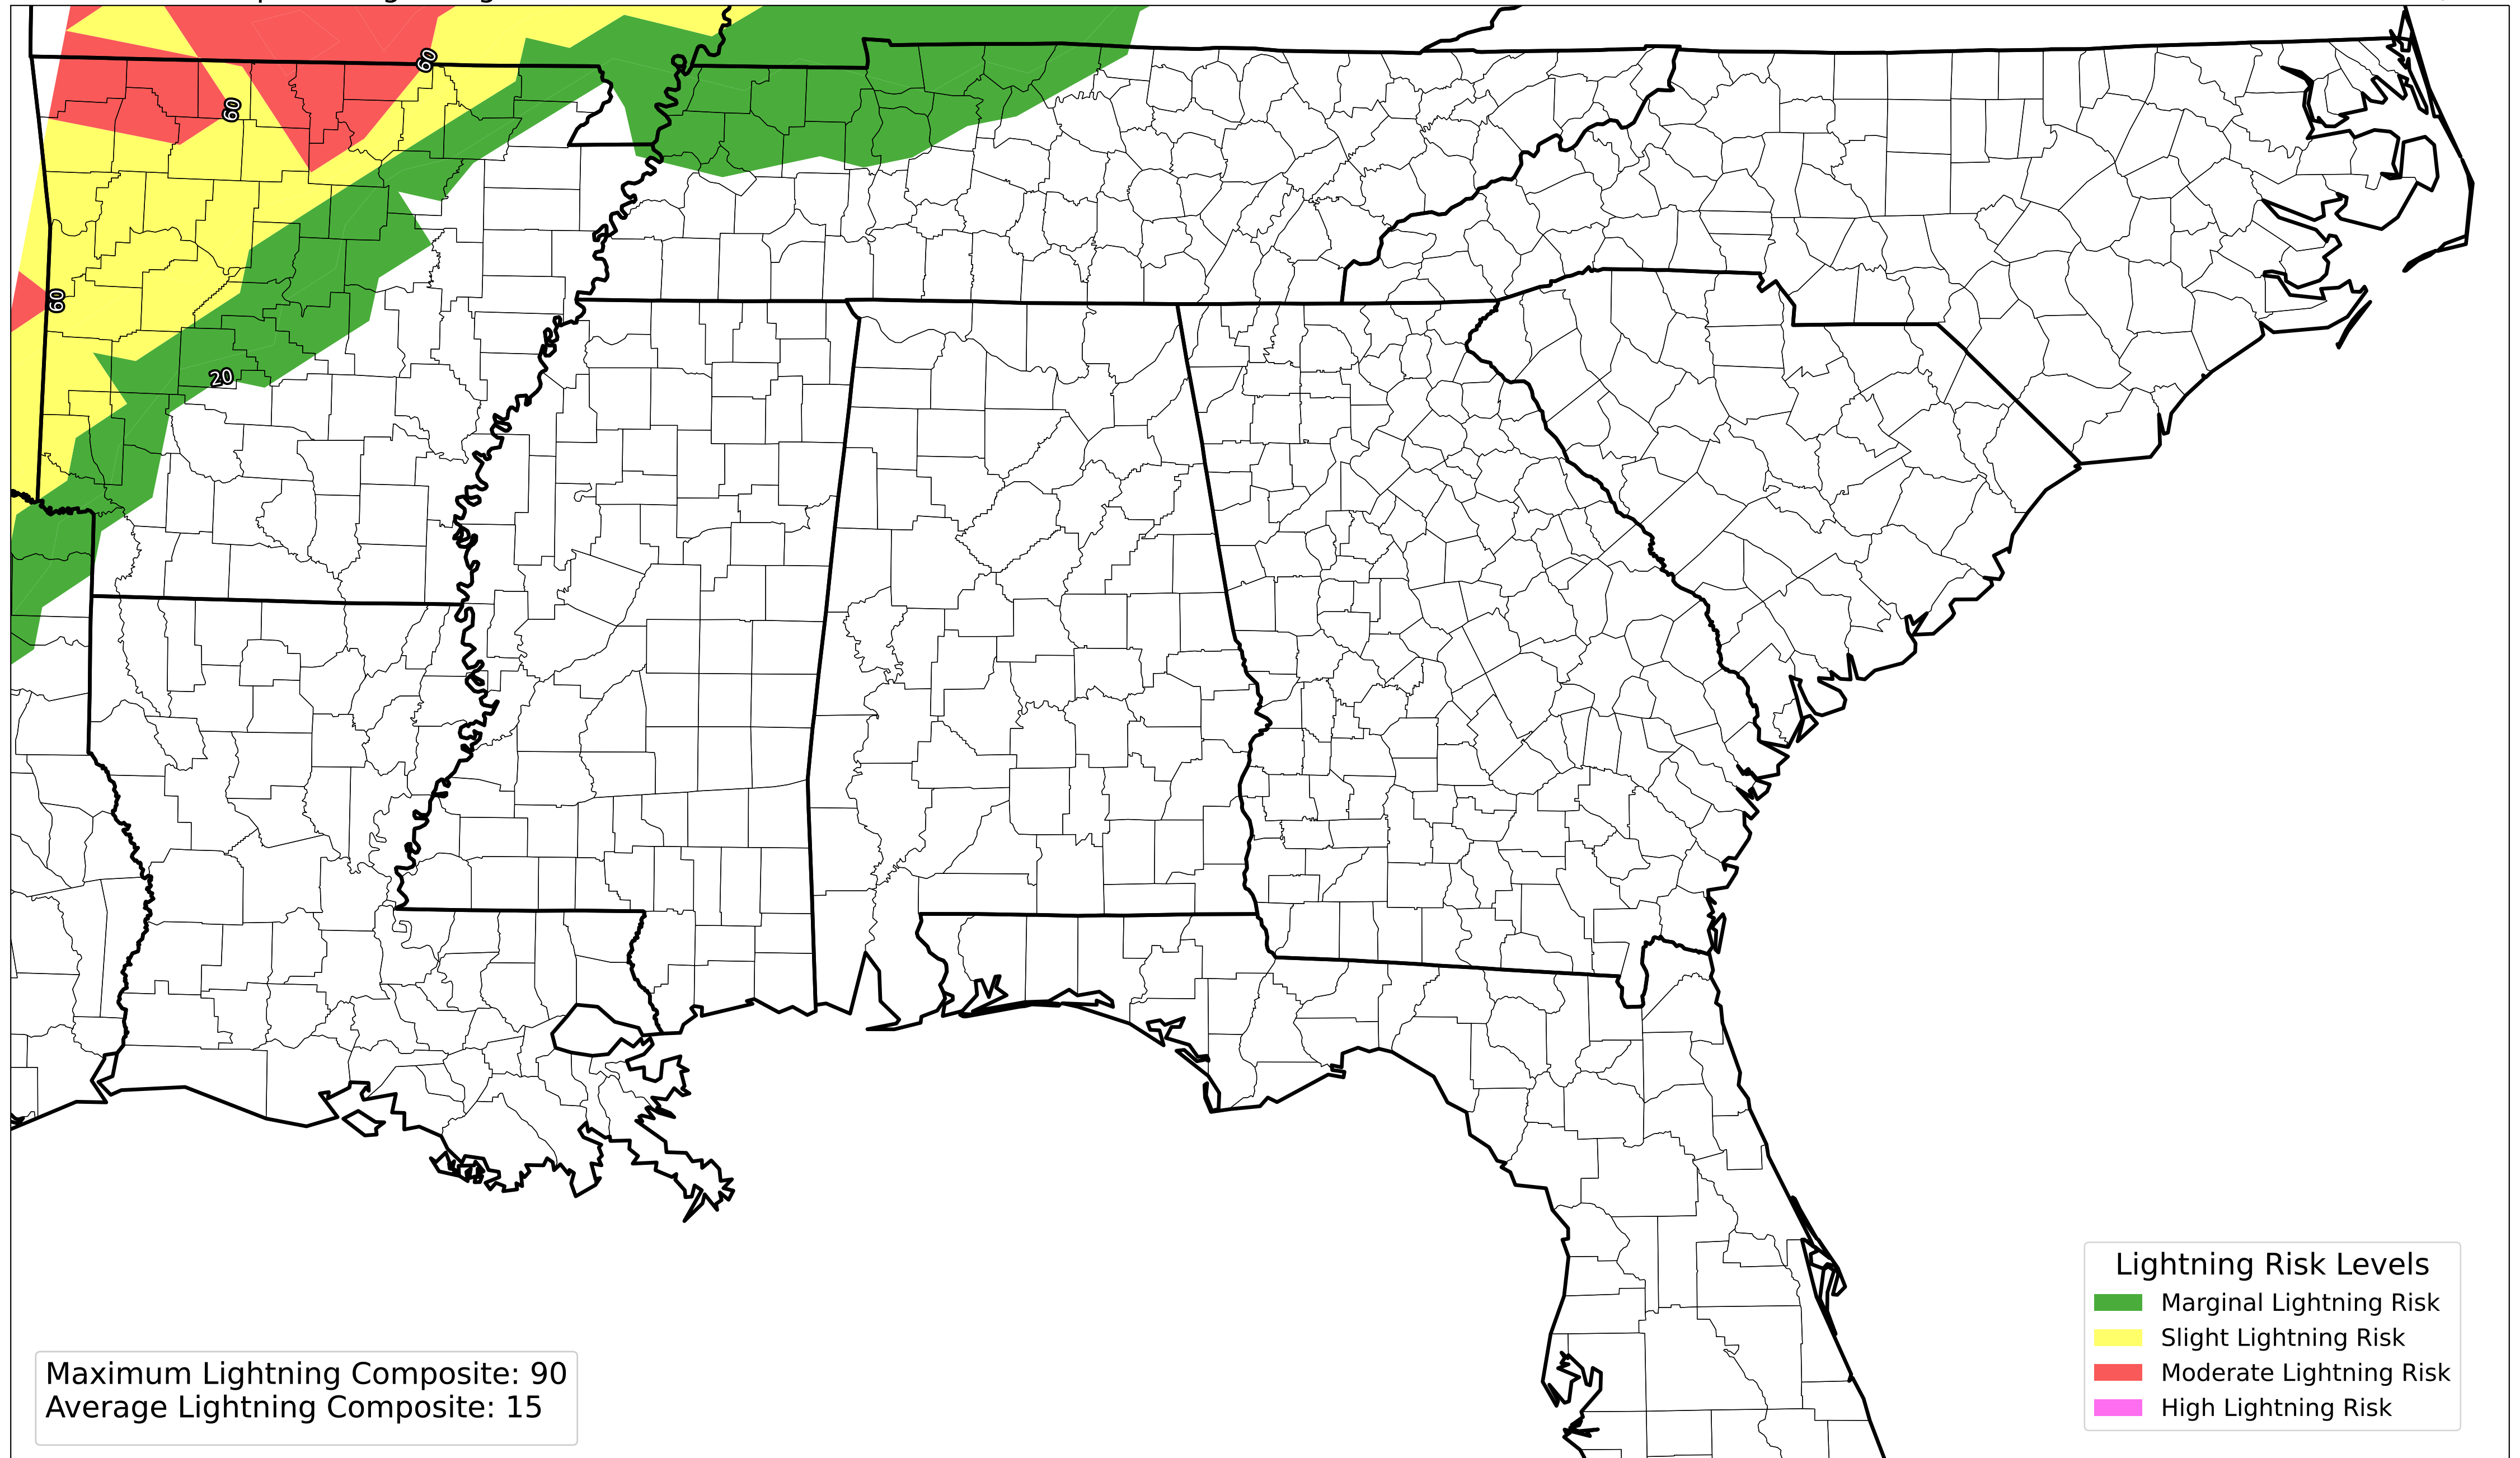 60
60
60
20
Lightning Risk Levels
Marginal Lightning Risk
Slight Lightning Risk
Moderate Lightning Risk
High Lightning Risk
Maximum Lightning Composite: 90
Average Lightning Composite: 15